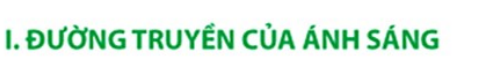 I. ĐƯỜNG TRUYỀN CỦA ÁNH SÁNG